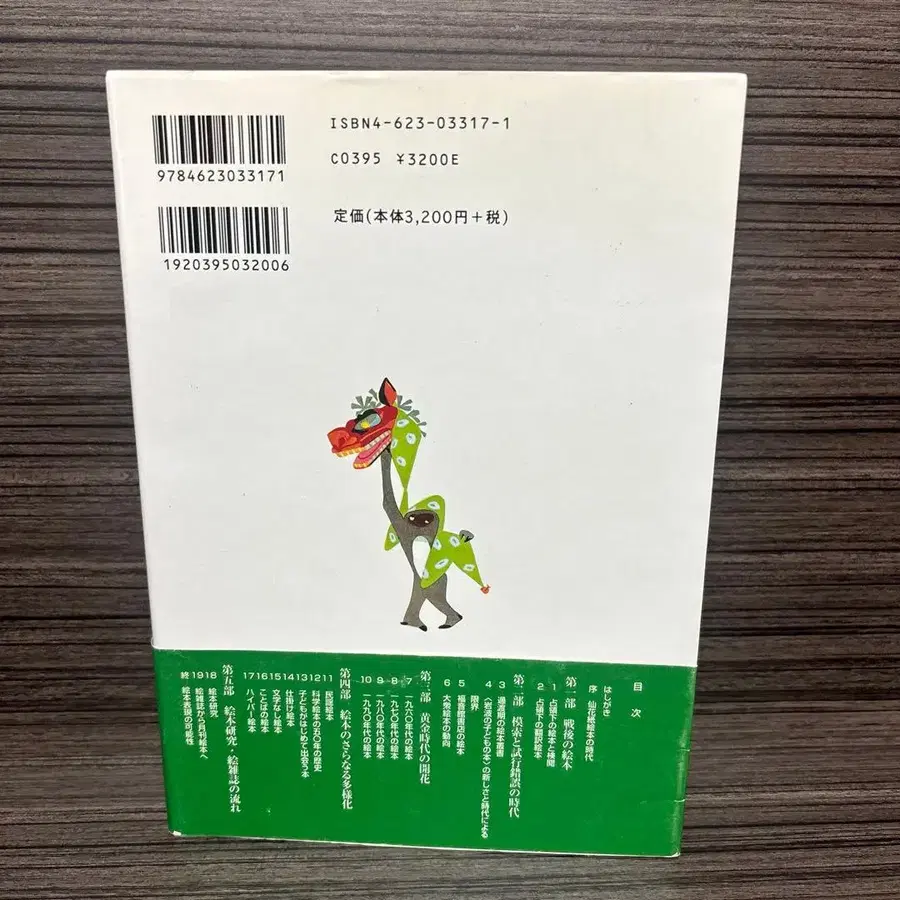 ISBN4-623-03317-1
C0395 ¥3200E
9784623033171
定価(本体3,200円+税)
1920395032006
目次
はしがき
序 仙花紙絵本の時代
第一部 戦後の絵本
1 占領下の絵本と検閲
2 占領下の翻訳絵本
第二部 模索と試行錯誤の時代
3 過渡期の絵本叢書
4 〈岩波の子どもの本〉の新しさと時代による
限界
5 福音館書店の絵本
6 大衆絵本の動向
第三部 黄金時代の開花
7 一九六〇年代の絵本
8 一九七〇年代の絵本
9 一九八〇年代の絵本
10 一九九〇年代の絵本
第四部 絵本のさらなる多様化
11 民話絵本
12 科学絵本の五〇年の歴史
13 子どもがはじめて出会う本
14 仕掛け絵本
15 文字なし絵本
16 ことばの絵本
17 ハイパー絵本
第五部 絵本研究・絵雑誌の流れ
18 絵本研究
19 絵雑誌から月刊絵本へ
終 絵本表現の可能性